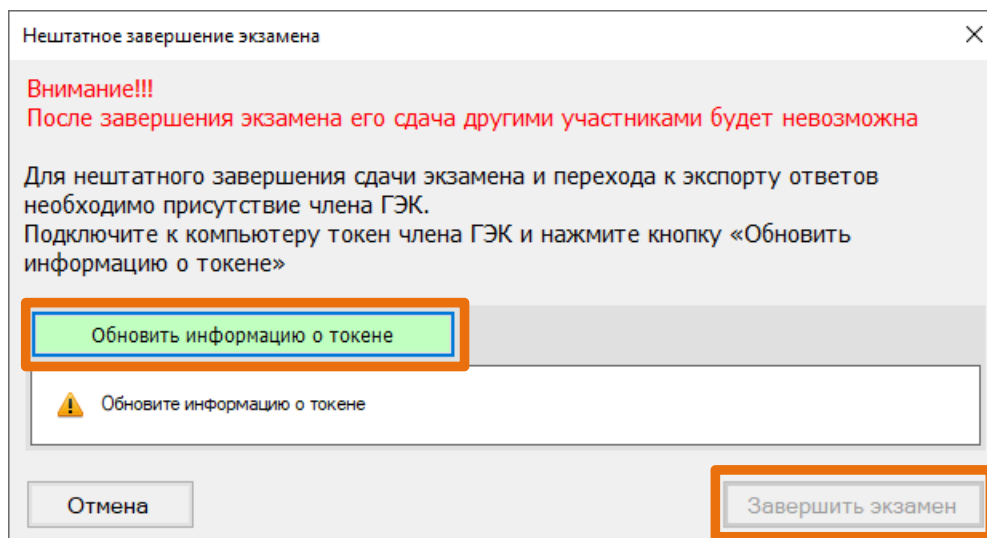 Нештатное завершение экзамена
Внимание!!!
После завершения экзамена его сдача другими участниками будет невозможна
Для нештатного завершения сдачи экзамена и перехода к экспорту ответов
необходимо присутствие члена ГЭК.
Подключите к компьютеру токен члена ГЭК и нажмите кнопку «Обновить
информацию о токене»
Обновить информацию о токене
Обновите информацию о токене
Отмена
Завершить экзамен